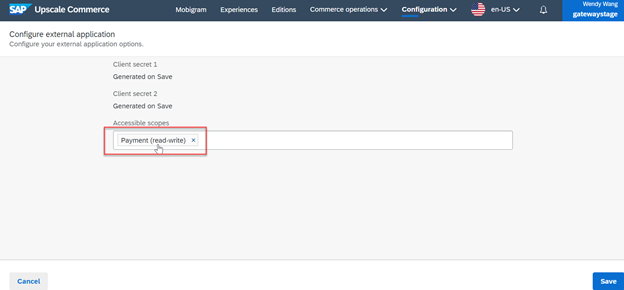 SAP Upscale Commerce Mobigram Experiences Editions Commerce operations Configuration en-US Wendy Wang
gatewaystage
Configure external application
Configure your external application options.
Client secret 1
Generated on Save
Client secret 2
Generated on Save
Accessible scopes
Payment (read-write) ×
Cancel Save